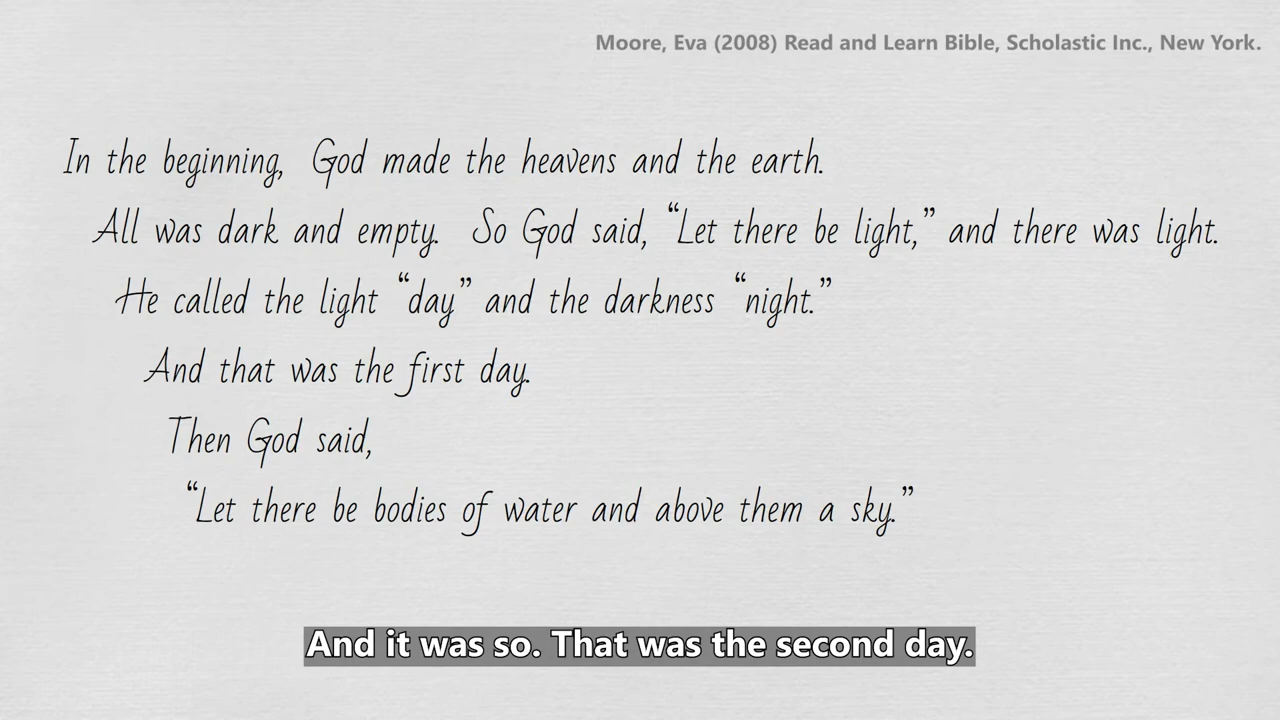 Moore, Eva (2008) Read and Learn Bible, Scholastic Inc., New York.
In the beginning, God made the heavens and the earth.
All was dark and empty. So God said, “Let there be light,” and there was light.
He called the light “day” and the darkness “night.”
And that was the first day.
Then God said,
“Let there be bodies of water and above them a sky.”
And it was so. That was the second day.